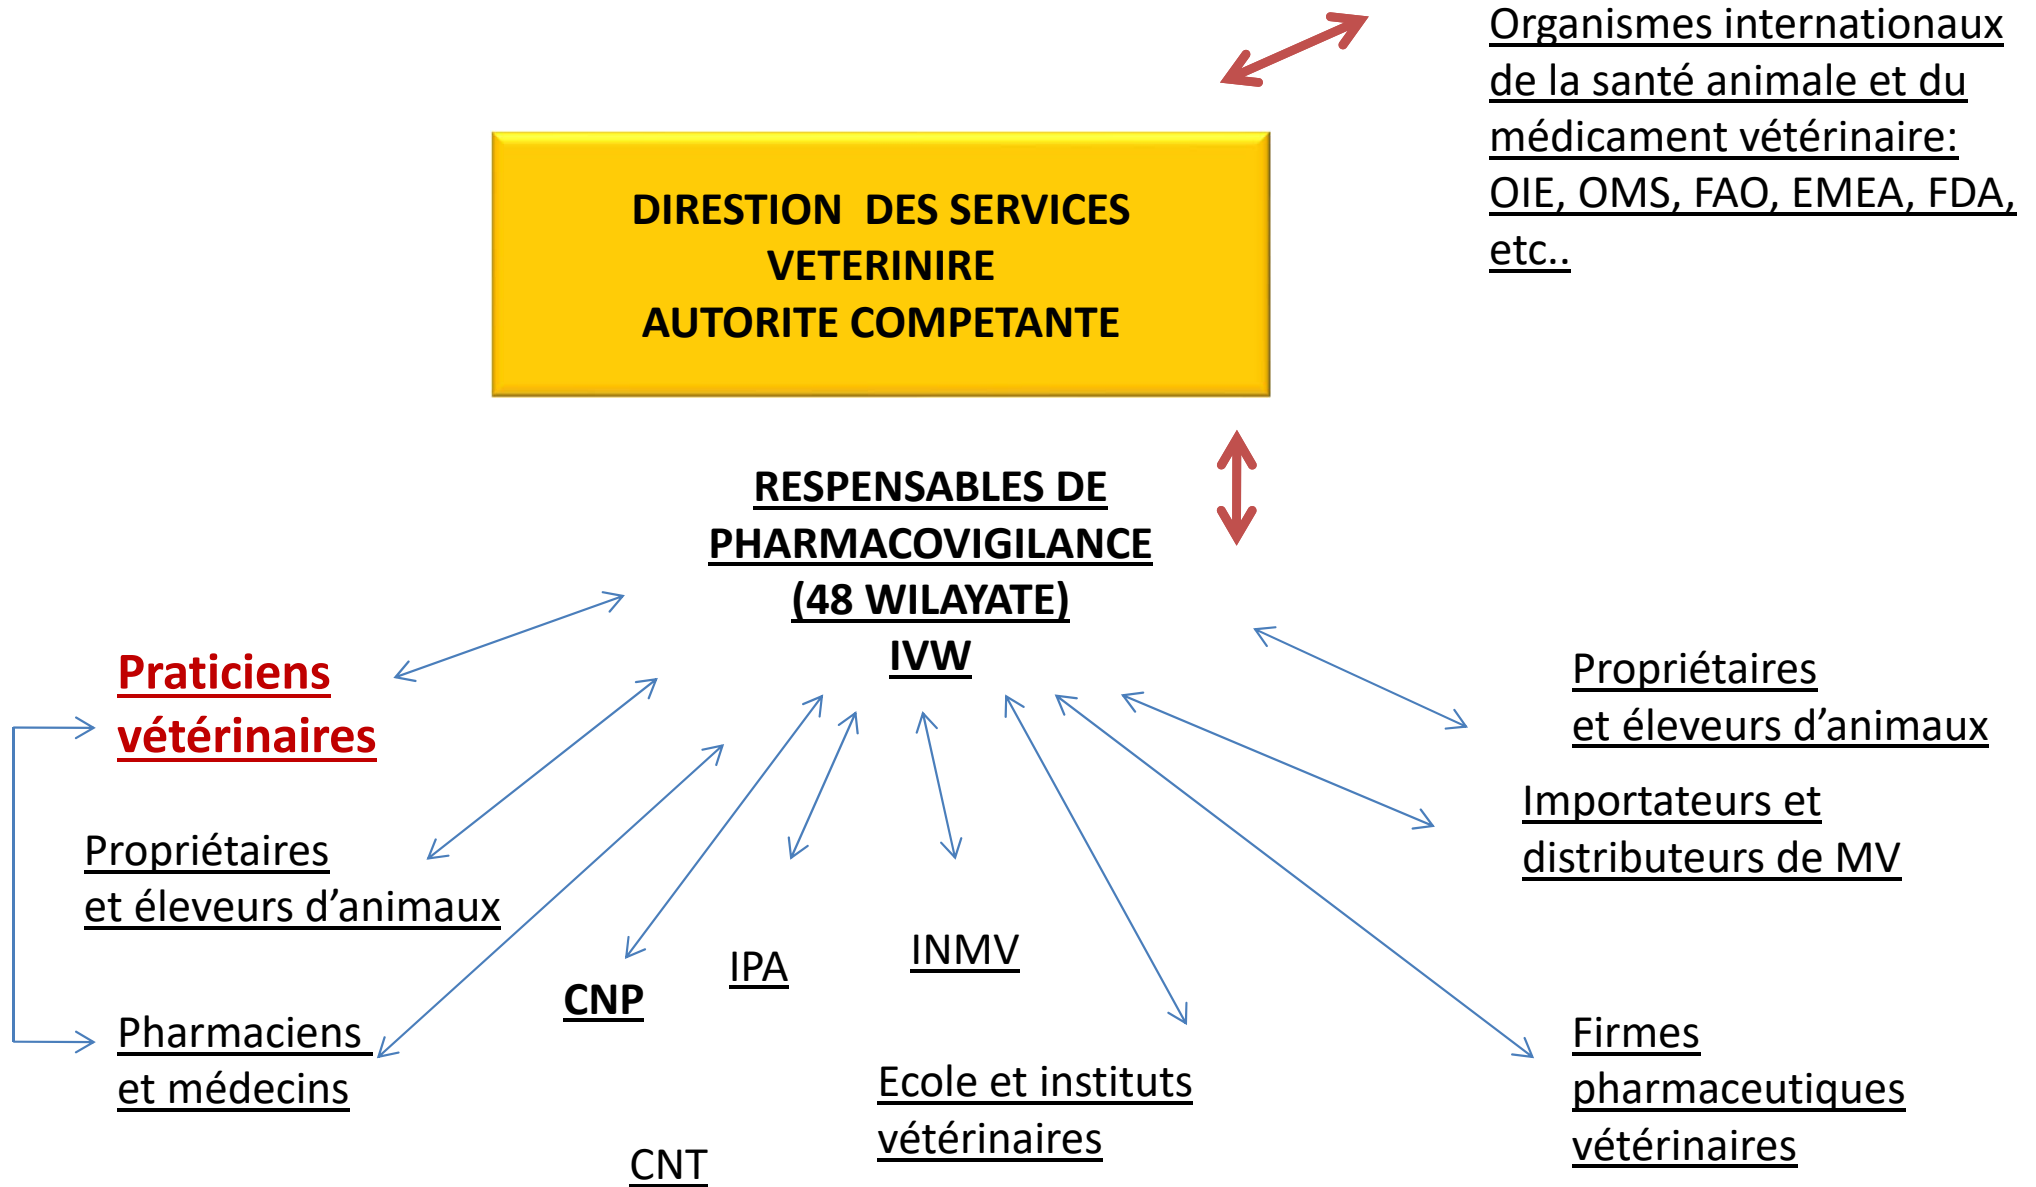 Organismes internationaux
de la santé animale et du
médicament vétérinaire:
OIE, OMS, FAO, EMEA, FDA,
etc..
DIRESTION DES SERVICES
VETERINIRE
AUTORITE COMPETANTE
RESPENSABLES DE
PHARMACOVIGILANCE
(48 WILAYATE)
IVW
Praticiens
vétérinaires
Propriétaires
et éleveurs d’animaux
Propriétaires
et éleveurs d’animaux
Importateurs et
distributeurs de MV
Pharmaciens
et médecins
CNP
IPA
INMV
Ecole et instituts
vétérinaires
Firmes
pharmaceutiques
vétérinaires
CNT